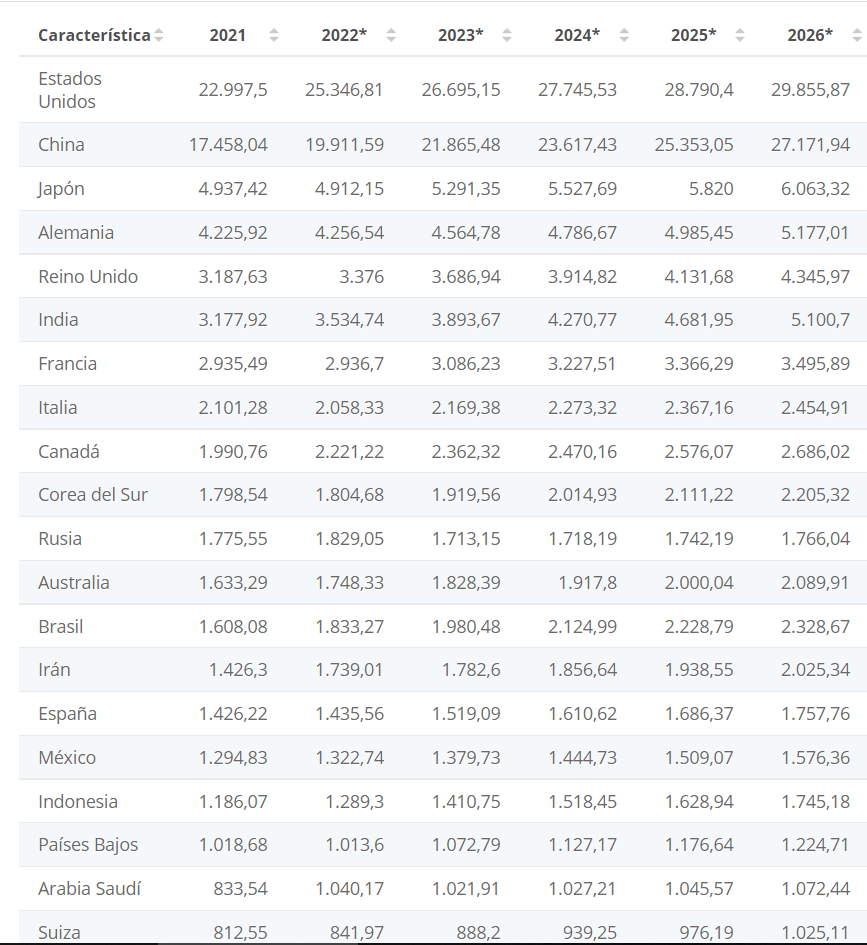 Característica 2021 2022* 2023* 2024* 2025* 2026*
Estados
Unidos 22.997,5 25.346,81 26.695,15 27.745,53 28.790,4 29.855,87
China 17.458,04 19.911,59 21.865,48 23.617,43 25.353,05 27.171,94
Japón 4.937,42 4.912,15 5.291,35 5.527,69 5.820 6.063,32
Alemania 4.225,92 4.256,54 4.564,78 4.786,67 4.985,45 5.177,01
Reino Unido 3.187,63 3.376 3.686,94 3.914,82 4.131,68 4.345,97
India 3.177,92 3.534,74 3.893,67 4.270,77 4.681,95 5.100,7
Francia 2.935,49 2.936,7 3.086,23 3.227,51 3.366,29 3.495,89
Italia 2.101,28 2.058,33 2.169,38 2.273,32 2.367,16 2.454,91
Canadá 1.990,76 2.221,22 2.362,32 2.470,16 2.576,07 2.686,02
Corea del Sur 1.798,54 1.804,68 1.919,56 2.014,93 2.111,22 2.205,32
Rusia 1.775,55 1.829,05 1.713,15 1.718,19 1.742,19 1.766,04
Australia 1.633,29 1.748,33 1.828,39 1.917,8 2.000,04 2.089,91
Brasil 1.608,08 1.833,27 1.980,48 2.124,99 2.228,79 2.328,67
Irán 1.426,3 1.739,01 1.782,6 1.856,64 1.938,55 2.025,34
España 1.426,22 1.435,56 1.519,09 1.610,62 1.686,37 1.757,76
México 1.294,83 1.322,74 1.379,73 1.444,73 1.509,07 1.576,36
Indonesia 1.186,07 1.289,3 1.410,75 1.518,45 1.628,94 1.745,18
Países Bajos 1.018,68 1.013,6 1.072,79 1.127,17 1.176,64 1.224,71
Arabia Saudí 833,54 1.040,17 1.021,91 1.027,21 1.045,57 1.072,44
Suiza 812,55 841,97 888,2 939,25 976,19 1.025,11